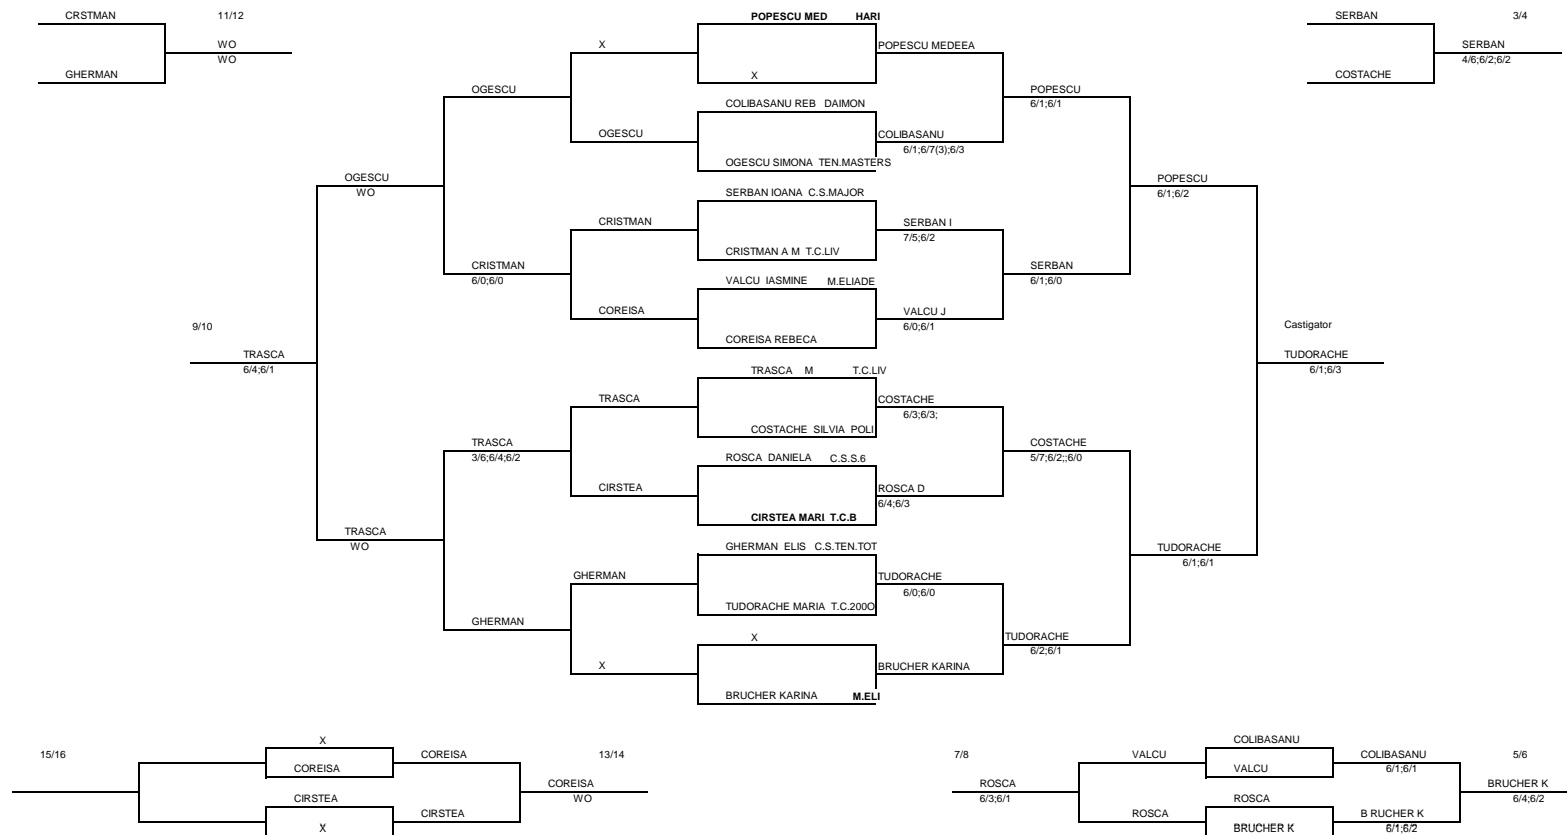 CRSTMAN
11/12
POPESCU MED HARI
SERBAN
3/4
WO
X
POPESCU MEDEEA
SERBAN
WO
4/6;6/2;6/2
GHERMAN
X
COSTACHE
OGESCU
POPESCU
COLIBASANU REB DAIMON
6/1;6/1
OGESCU
COLIBASANU
6/1;6/7(3);6/3
OGESCU SIMONA TEN.MASTERS
OGESCU
POPESCU
WO
6/1;6/2
SERBAN IOANA C.S.MAJOR
CRISTMAN
SERBAN I
7/5;6/2
CRISTMAN A M T.C.LIV
CRISTMAN
SERBAN
6/0;6/0
VALCU IASMINE M.ELIADE
6/1;6/0
COREISA
VALCU J
6/0;6/1
9/10
Castigator
COREISA REBECA
TRASCA
TUDORACHE
6/4;6/1
TRASCA M T.C.LIV
6/1;6/3
TRASCA
COSTACHE
6/3;6/3;
COSTACHE SILVIA POLI
TRASCA
COSTACHE
3/6;6/4;6/2
ROSCA DANIELA C.S.S.6
5/7;6/2;;6/0
CIRSTEA
ROSCA D
6/4;6/3
CIRSTEA MARI T.C.B
TRASCA
WO
GHERMAN ELIS C.S.TEN.TOT
TUDORACHE
6/1;6/1
GHERMAN
TUDORACHE
6/0;6/0
TUDORACHE MARIA T.C.200O
GHERMAN
X
TUDORACHE
6/2;6/1
X
BRUCHER KARINA
BRUCHER KARINA M.ELI
X
COLIBASANU
15/16
COREISA
13/14
7/8
VALCU
COLIBASANU
5/6
COREISA
VALCU
6/1;6/1
COREISA
ROSCA
BRUCHER K
WO
6/3;6/1
6/4;6/2
CIRSTEA
ROSCA
CIRSTEA
ROSCA
B RUCHER K
X
BRUCHER K
6/1;6/2